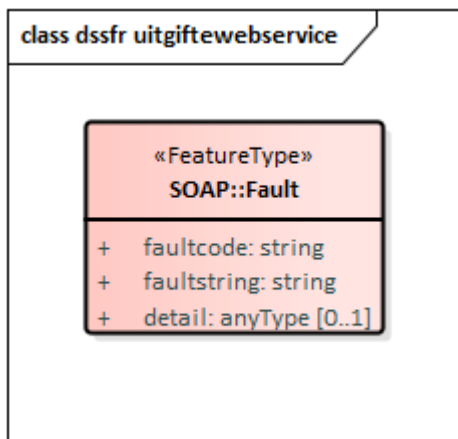 class dssfr uitgiftewebservice
«FeatureType»
SOAP::Fault
+ faultcode: string
+ faultstring: string
+ detail: anyType [0..1]